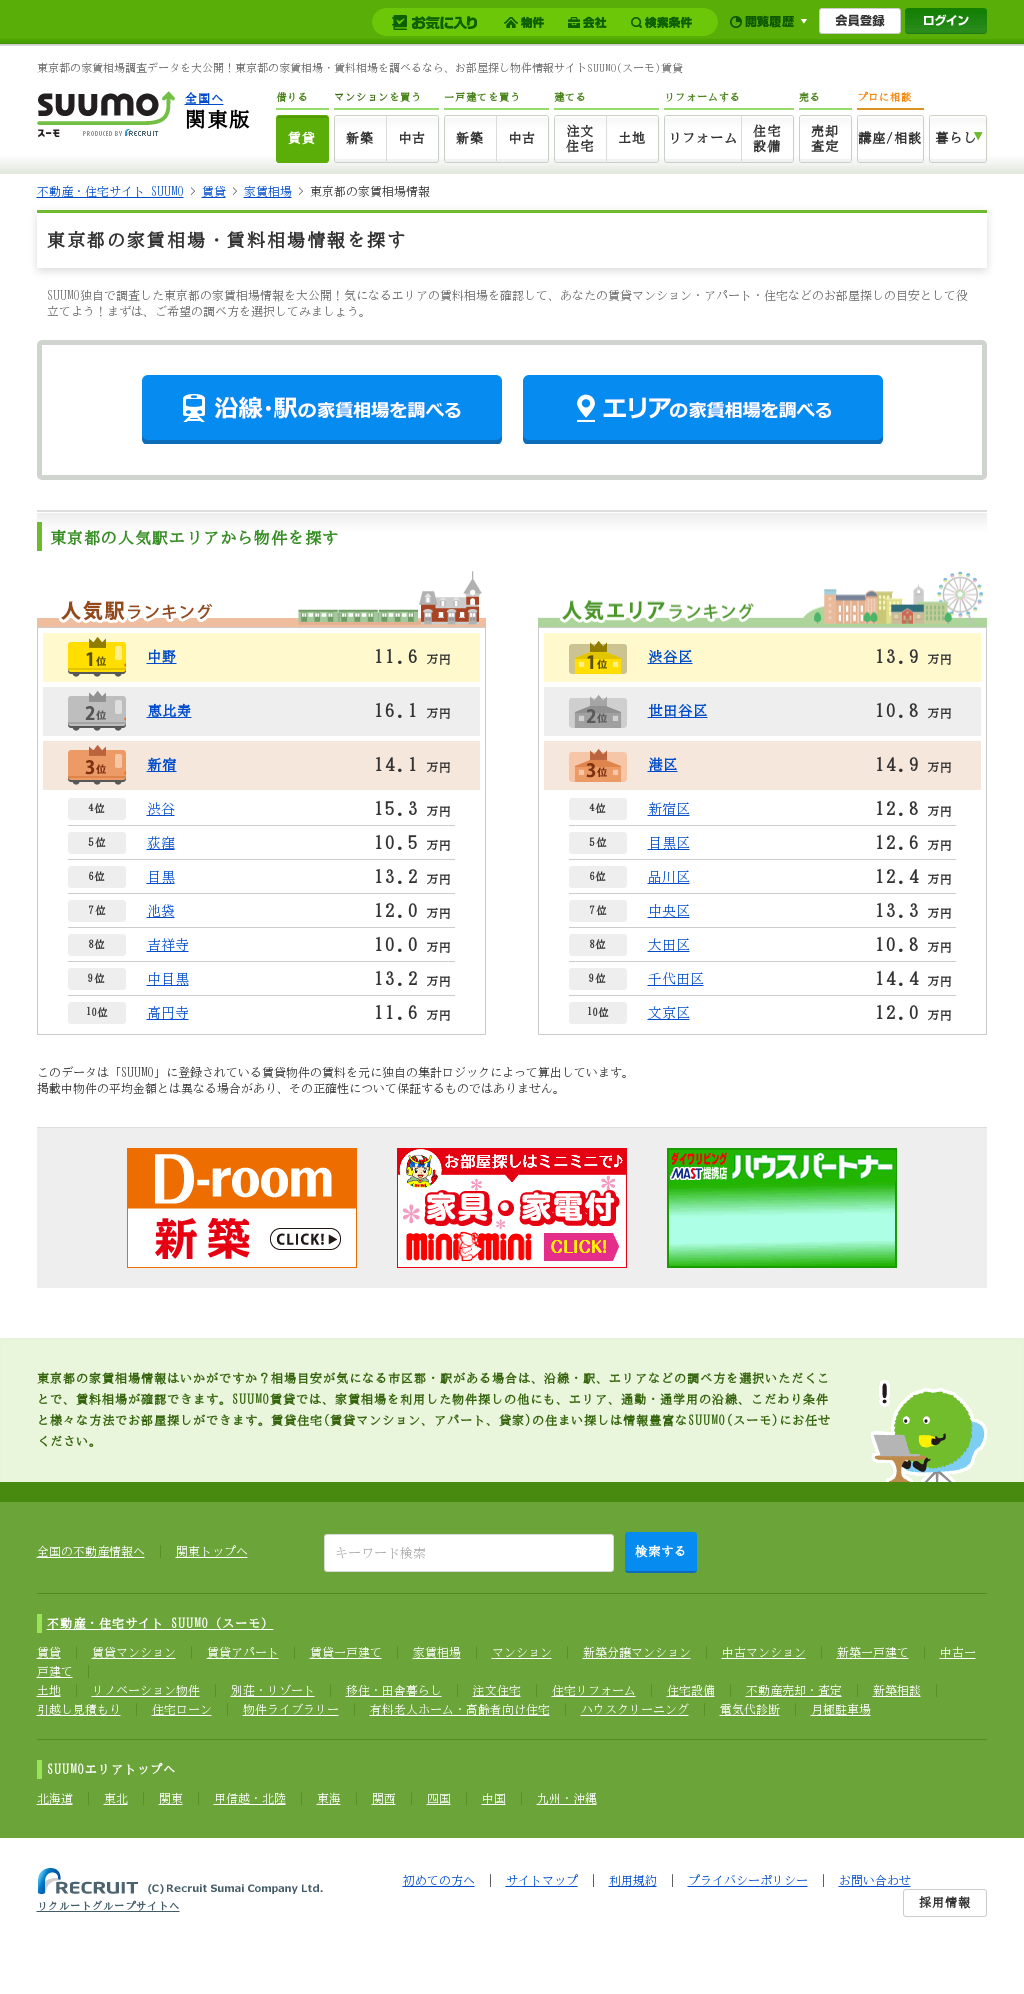 お気に入り 物件 会社 検索条件 閲覧履歴 会員登録 ログイン
東京都の家賃相場調査データを大公開！東京都の家賃相場・賃料相場を調べるなら、お部屋探し物件情報サイトSUUMO(スーモ)賃貸
suumo
スーモ
PRODUCED BY RECRUIT
全国へ
関東版
借りる マンションを買う 一戸建てを買う 建てる リフォームする 売る プロに相談
賃貸 新築 中古 新築 中古 注文住宅 土地 リフォーム 住宅設備 売却査定 講座/相談 暮らし
不動産・住宅サイト SUUMO > 賃貸 > 家賃相場 > 東京都の家賃相場情報
東京都の家賃相場・賃料相場情報を探す
SUUMO独自で調査した東京都の家賃相場情報を大公開！気になるエリアの賃料相場を確認して、あなたの賃貸マンション・アパート・住宅などのお部屋探しの目安として役
立てよう！まずは、ご希望の調べ方を選択してみましょう。
沿線・駅の家賃相場を調べる
エリアの家賃相場を調べる
東京都の人気駅エリアから物件を探す
人気駅ランキング
1位 中野 11.6 万円
2位 恵比寿 16.1 万円
3位 新宿 14.1 万円
4位 渋谷 15.3 万円
5位 荻窪 10.5 万円
6位 目黒 13.2 万円
7位 池袋 12.0 万円
8位 吉祥寺 10.0 万円
9位 中目黒 13.2 万円
10位 高円寺 11.6 万円
人気エリアランキング
1位 渋谷区 13.9 万円
2位 世田谷区 10.8 万円
3位 港区 14.9 万円
4位 新宿区 12.8 万円
5位 目黒区 12.6 万円
6位 品川区 12.4 万円
7位 中央区 13.3 万円
8位 大田区 10.8 万円
9位 千代田区 14.4 万円
10位 文京区 12.0 万円
このデータは「SUUMO」に登録されている賃貸物件の賃料を元に独自の集計ロジックによって算出しています。
掲載中物件の平均金額とは異なる場合があり、その正確性について保証するものではありません。
D-room
新築
CLICK!
お部屋探しはミニミニで♪
家具・家電付
minimini
CLICK!
ダイワリビング
MAST提携店
ハウスパートナー
東京都の家賃相場情報はいかがですか？相場目安が気になる市区郡・駅がある場合は、沿線・駅、エリアなどの調べ方を選択いただくこ
とで、賃料相場が確認できます。SUUMO賃貸では、家賃相場を利用した物件探しの他にも、エリア、通勤・通学用の沿線、こだわり条件
と様々な方法でお部屋探しができます。賃貸住宅(賃貸マンション、アパート、貸家)の住まい探しは情報豊富なSUUMO(スーモ)にお任せ
ください。
全国の不動産情報へ 関東トップへ キーワード検索 検索する
不動産・住宅サイト SUUMO（スーモ）
賃貸 賃貸マンション 賃貸アパート 賃貸一戸建て 家賃相場 マンション 新築分譲マンション 中古マンション 新築一戸建て 中古一
戸建て
土地 リノベーション物件 別荘・リゾート 移住・田舎暮らし 注文住宅 住宅リフォーム 住宅設備 不動産売却・査定 新築相談
引越し見積もり 住宅ローン 物件ライブラリー 有料老人ホーム・高齢者向け住宅 ハウスクリーニング 電気代診断 月極駐車場
SUUMOエリアトップへ
北海道 東北 関東 甲信越・北陸 東海 関西 四国 中国 九州・沖縄
RECRUIT (C)Recruit Sumai Company Ltd.
リクルートグループサイトへ
初めての方へ | サイトマップ | 利用規約 | プライバシーポリシー | お問い合わせ
採用情報